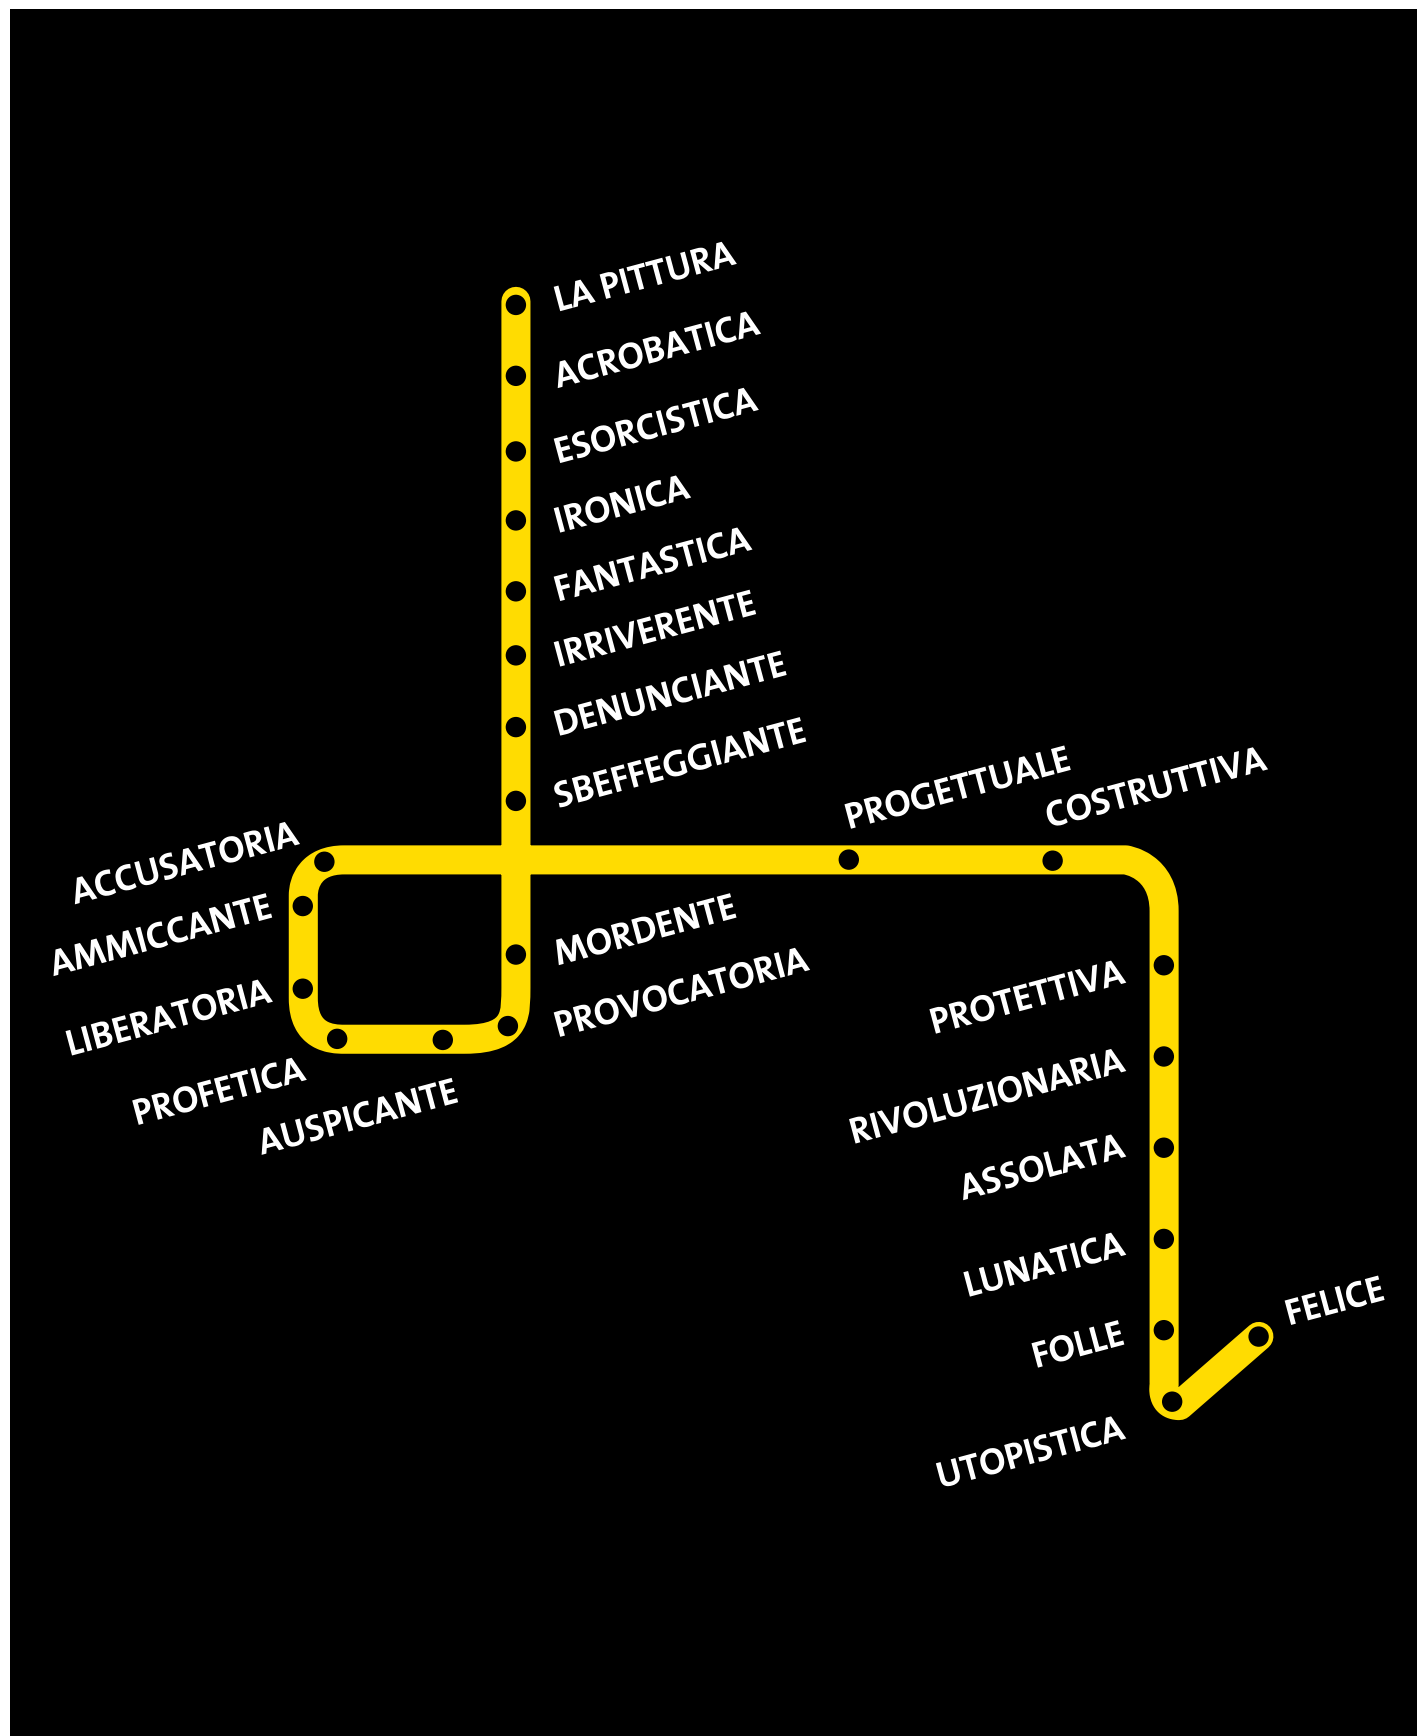 LA PITTURA
ACROBATICA
ESORCISTICA
IRONICA
FANTASTICA
IRRIVERENTE
DENUNCIANTE
SBEFFEGGIANTE
MORDENTE
PROVOCATORIA
AUSPICANTE
PROFETICA
LIBERATORIA
AMMICCANTE
ACCUSATORIA
PROGETTUALE
COSTRUTTIVA
PROTETTIVA
RIVOLUZIONARIA
ASSOLATA
LUNATICA
FOLLE
UTOPISTICA
FELICE